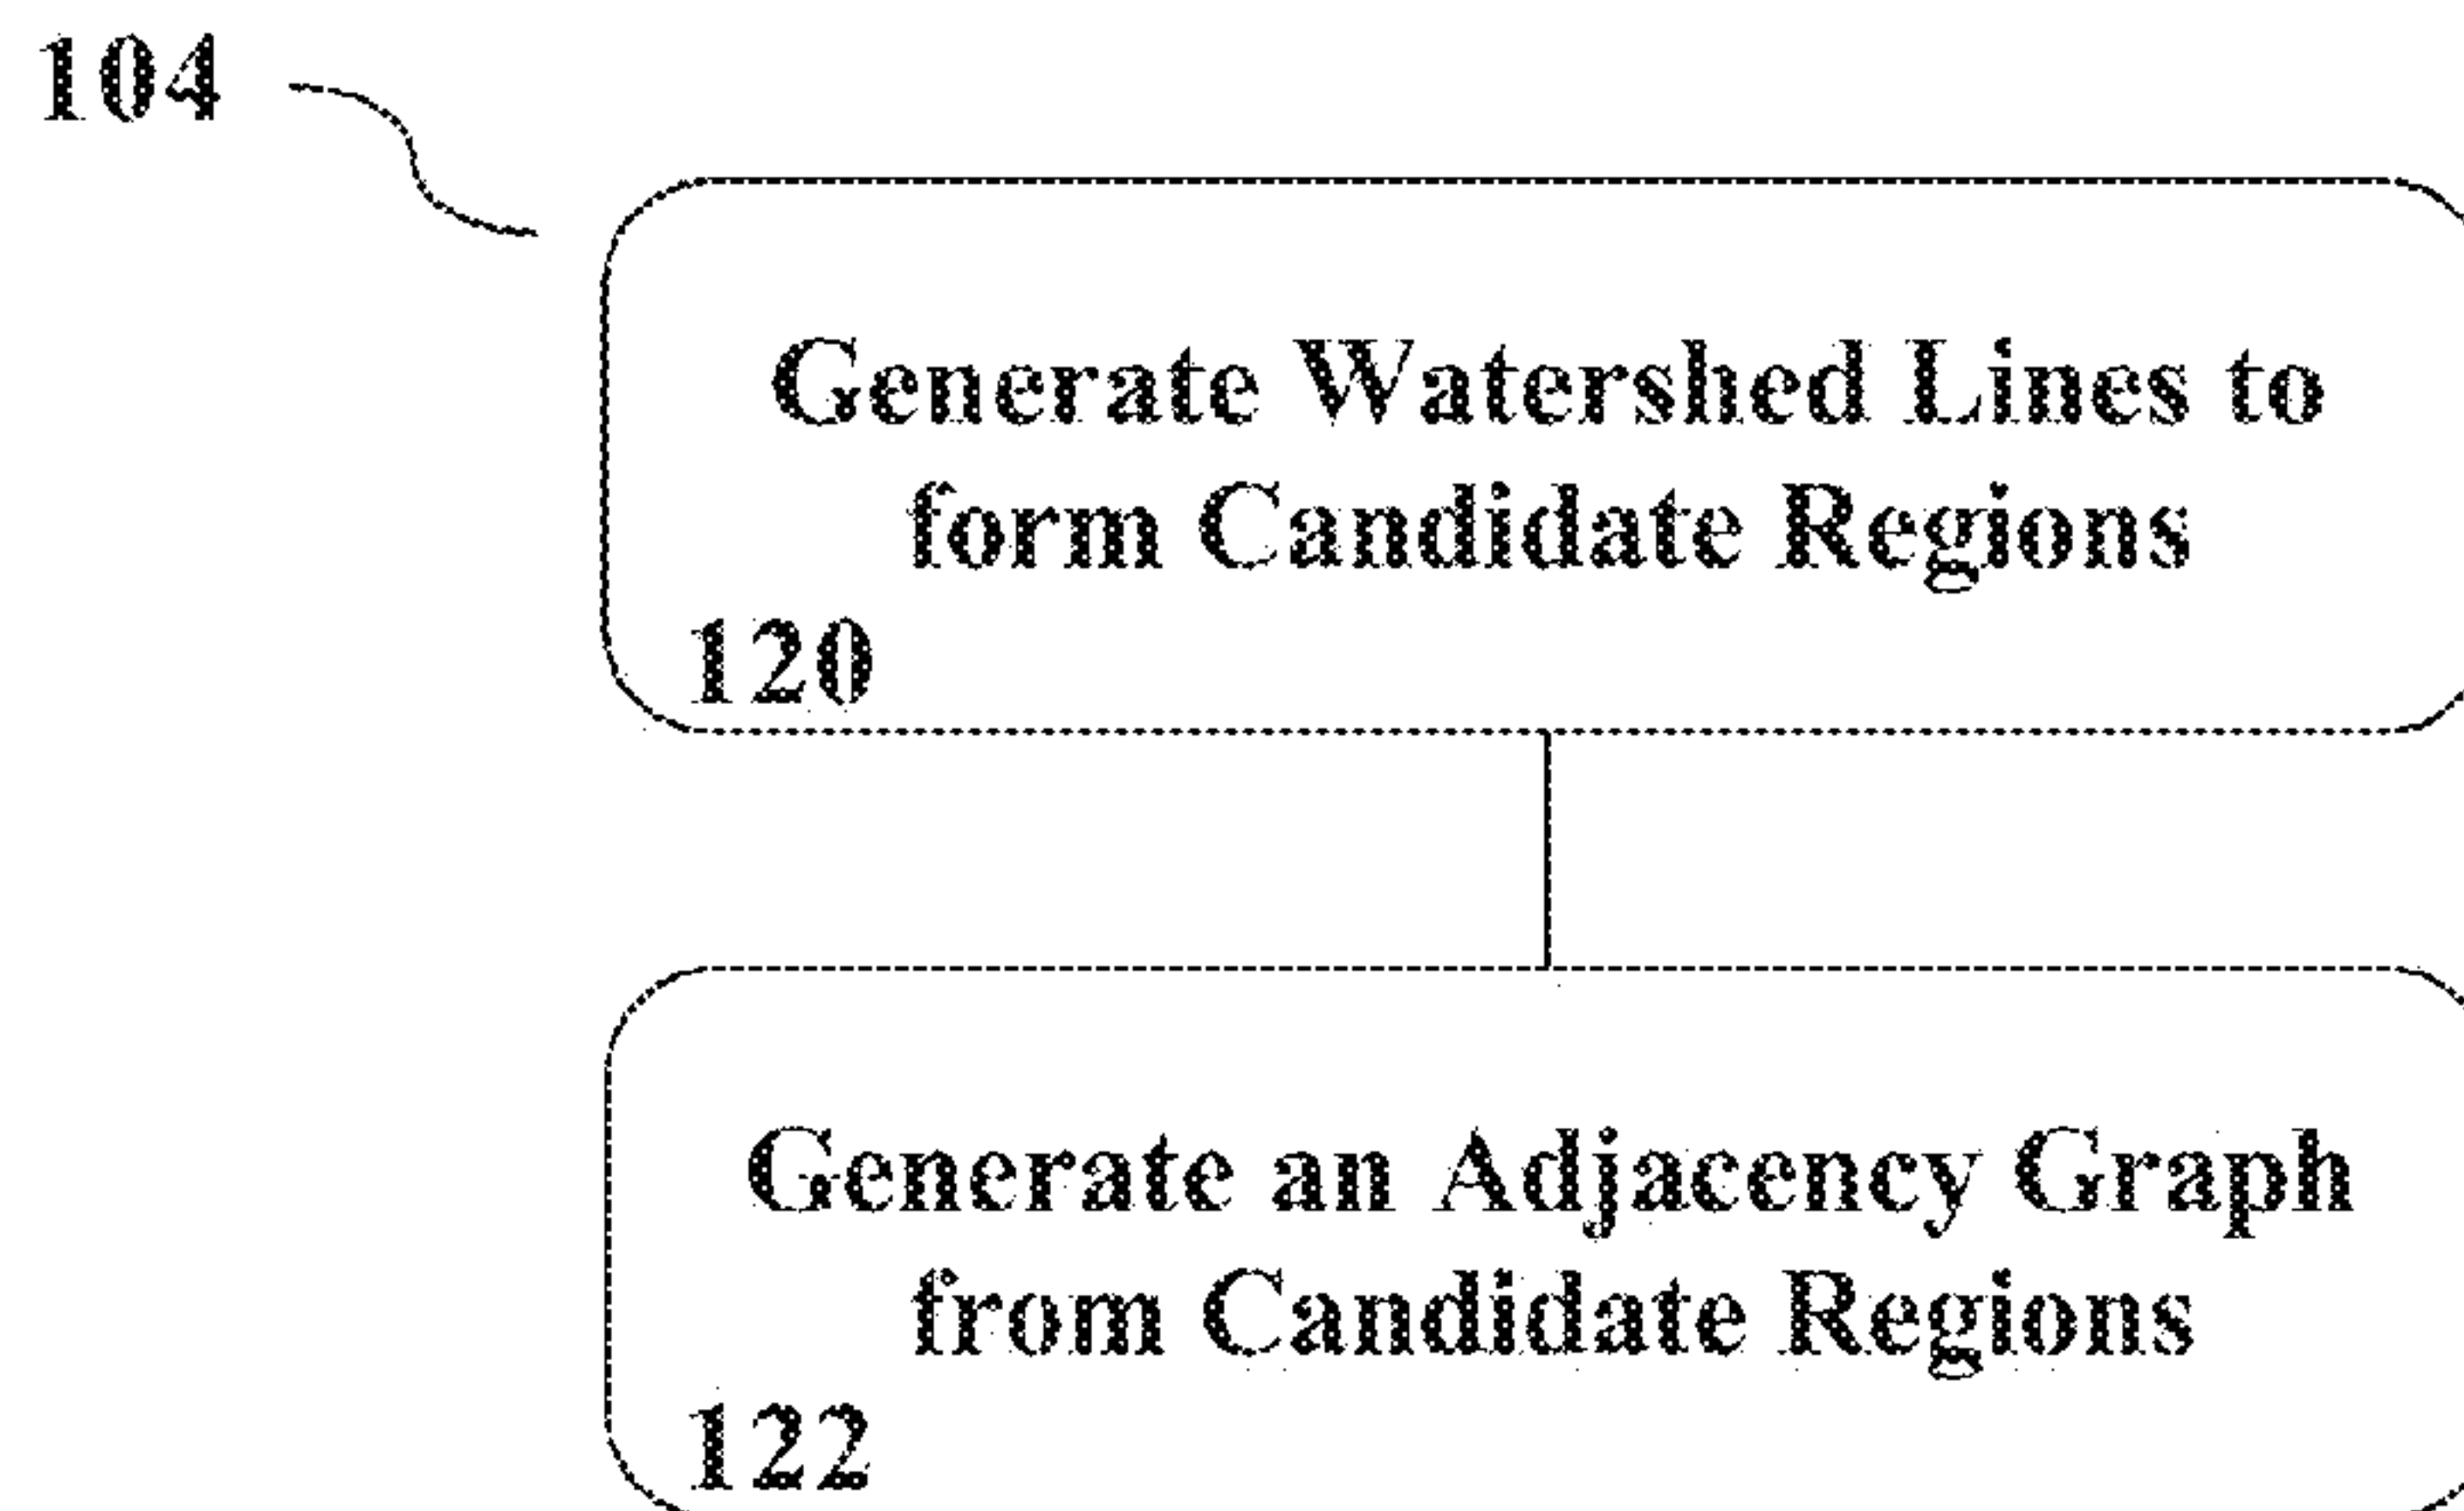 104
Generate Watershed Lines to
form Candidate Regions
120
Generate an Adjacency Graph
from Candidate Regions
122